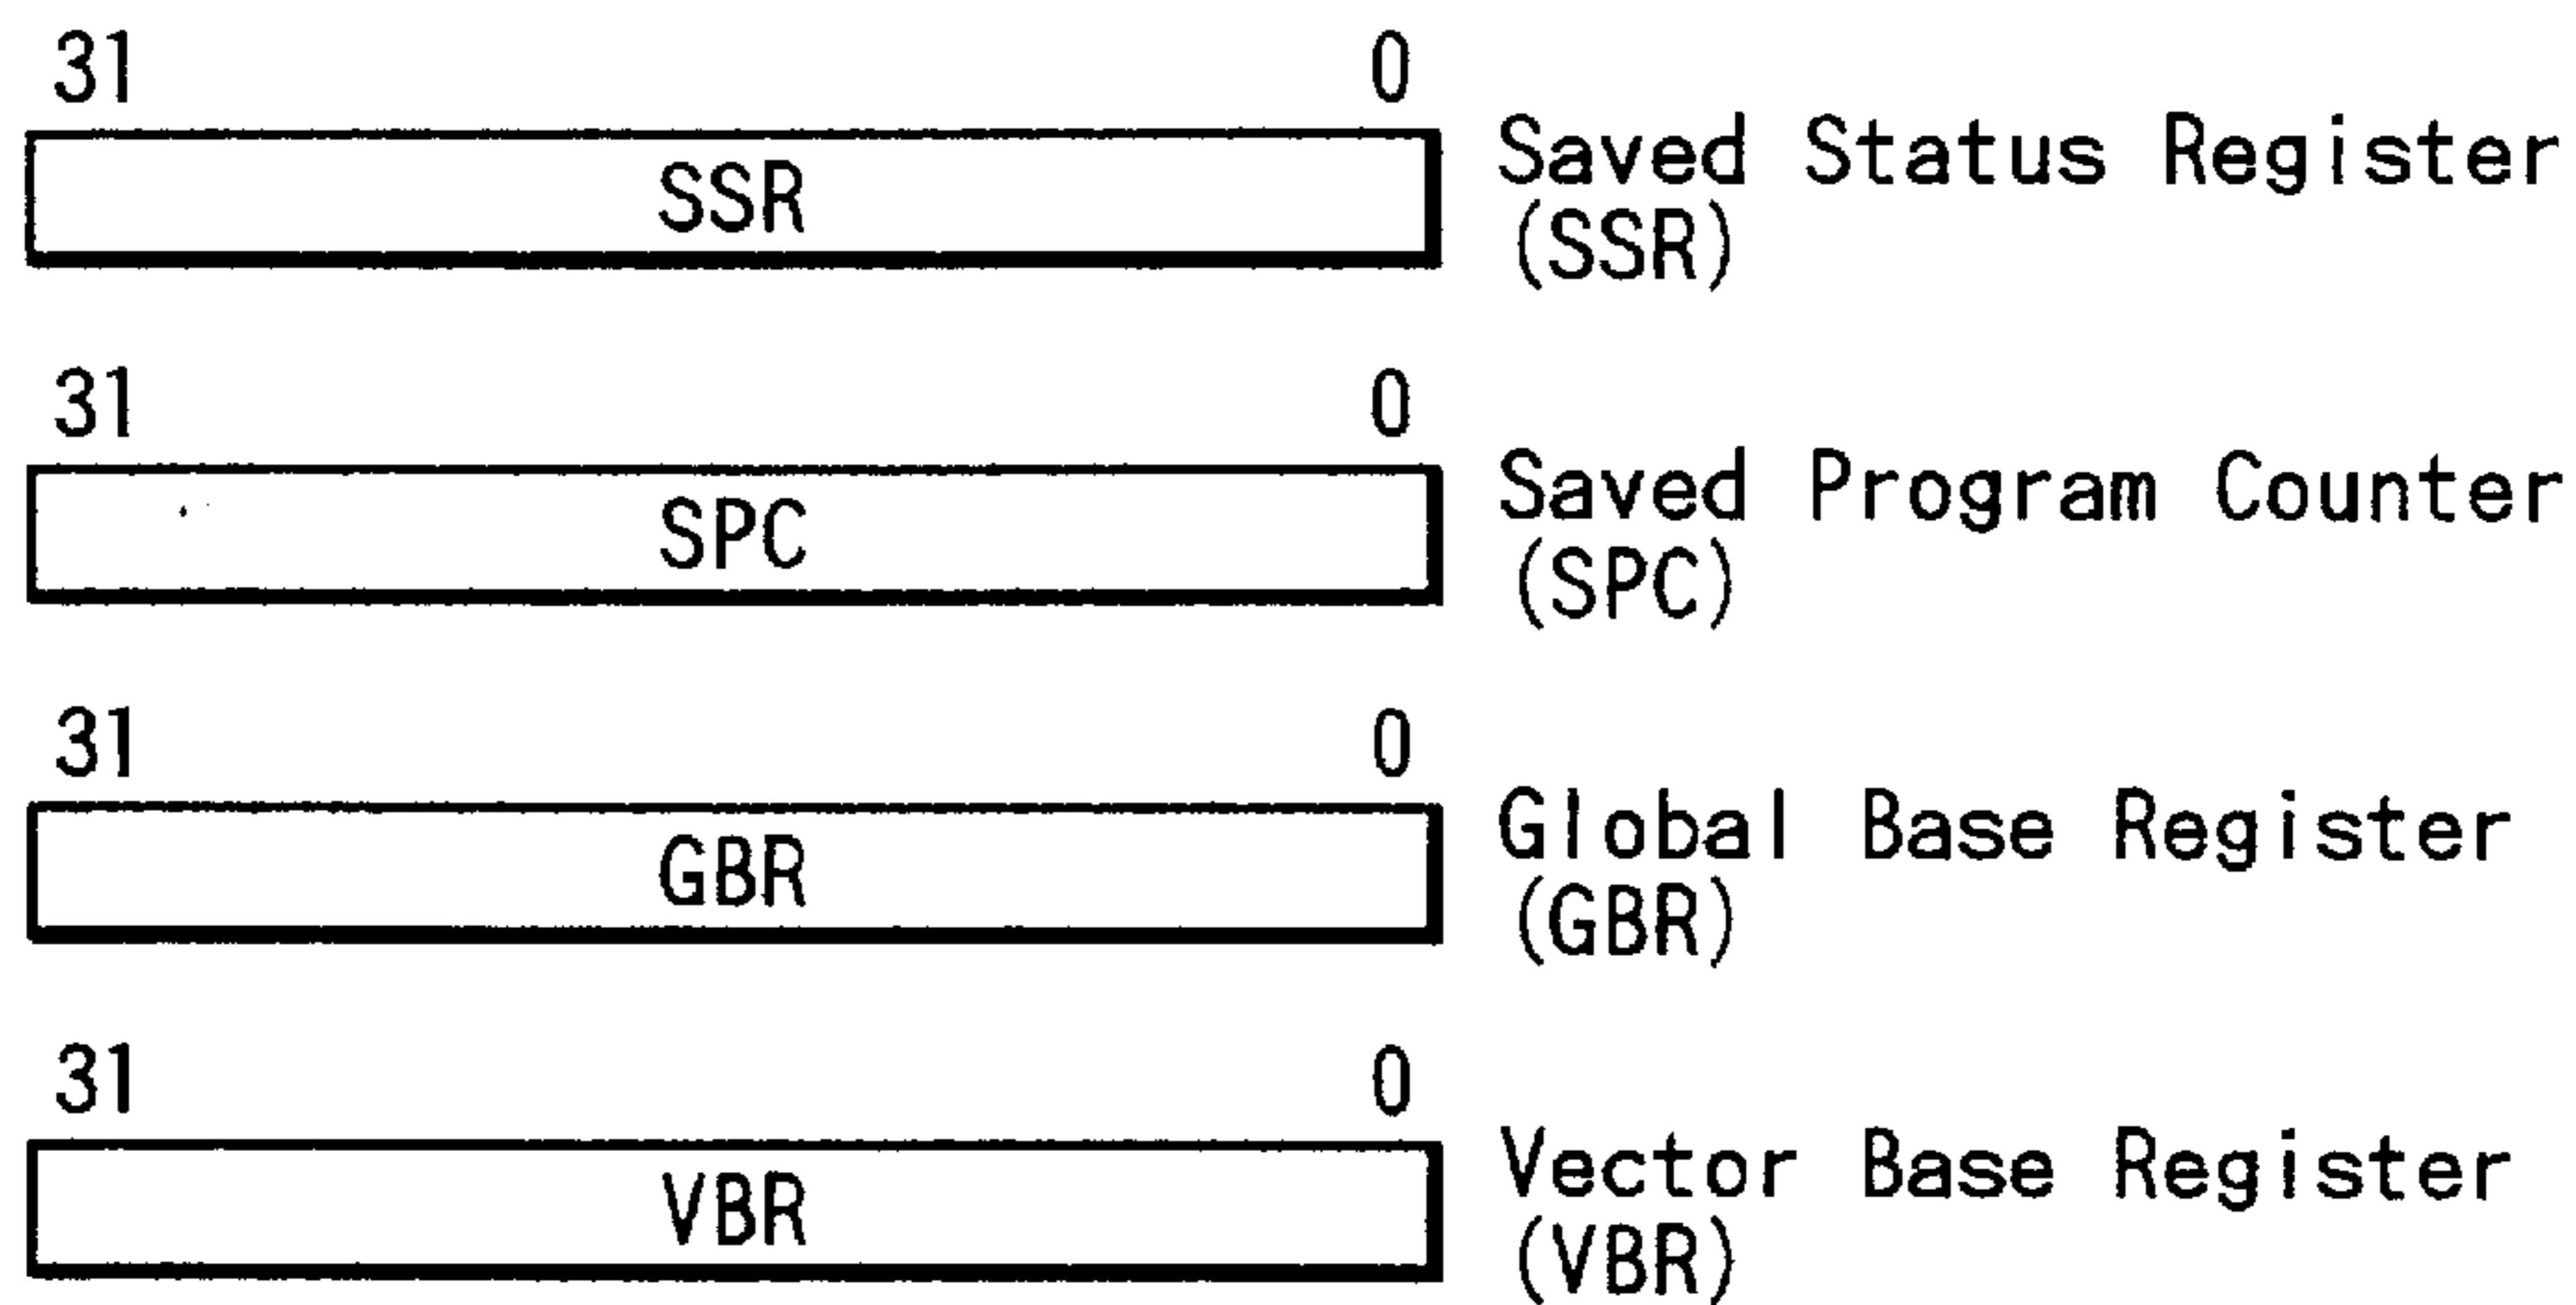 31 0
SSR Saved Status Register
(SSR)
31 0
SPC Saved Program Counter
(SPC)
31 0
GBR Global Base Register
(GBR)
31 0
VBR Vector Base Register
(VBR)